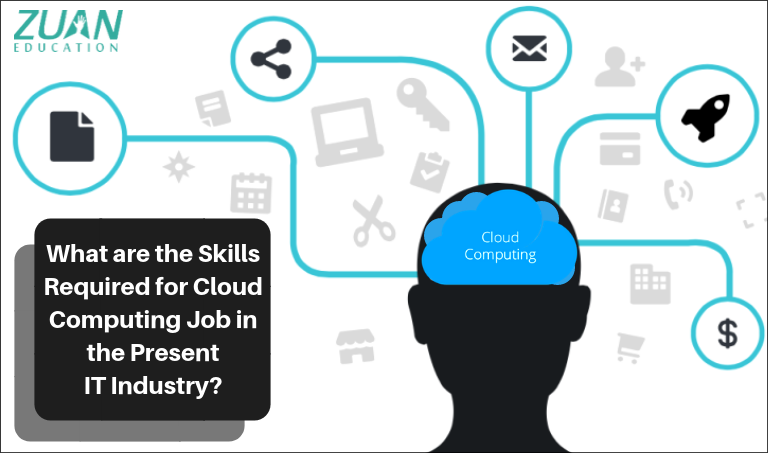 ZUAN
EDUCATION
What are the Skills
Required for Cloud
Computing Job in
the Present
IT Industry?
Cloud
Computing
$